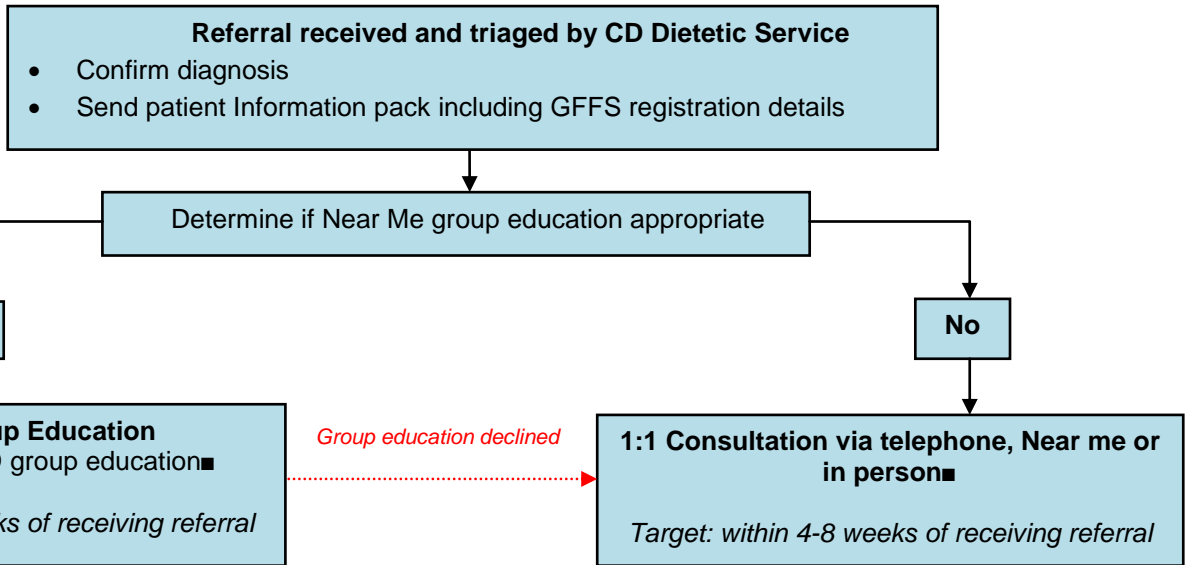 Referral received and triaged by CD Dietetic Service
• Confirm diagnosis
• Send patient Information pack including GFFS registration details
Determine if Near Me group education appropriate
No
Education
group education■
of receiving referral
Group education declined
1:1 Consultation via telephone, Near me or
in person■
Target: within 4-8 weeks of receiving referral